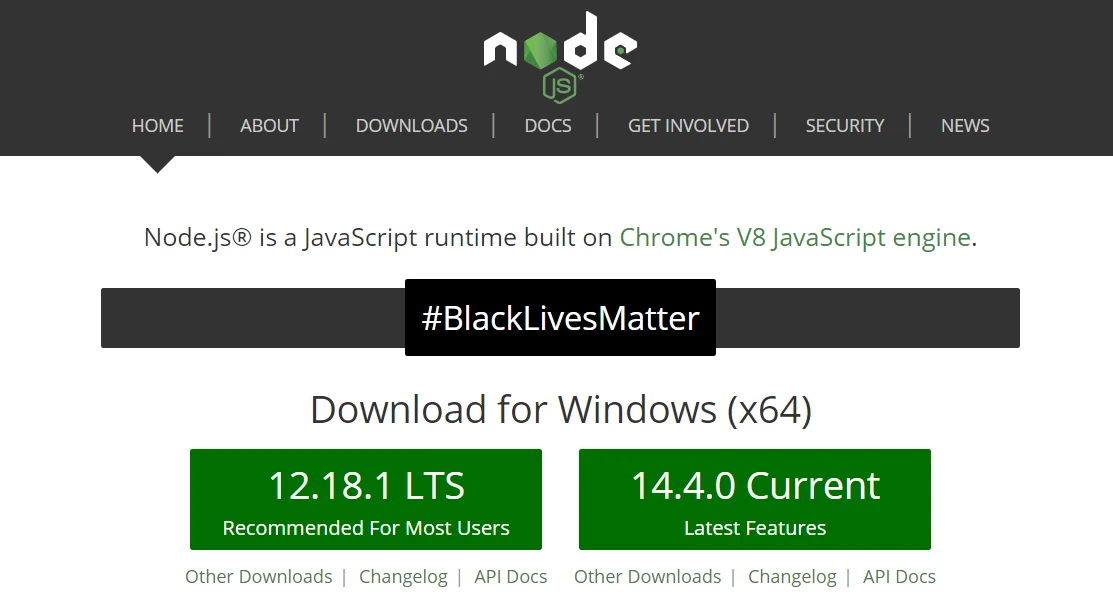 node
JS®
HOME | ABOUT | DOWNLOADS | DOCS | GET INVOLVED | SECURITY | NEWS
Node.js® is a JavaScript runtime built on Chrome's V8 JavaScript engine.
#BlackLivesMatter
Download for Windows (x64)
12.18.1 LTS
Recommended For Most Users
14.4.0 Current
Latest Features
Other Downloads | Changelog | API Docs
Other Downloads | Changelog | API Docs